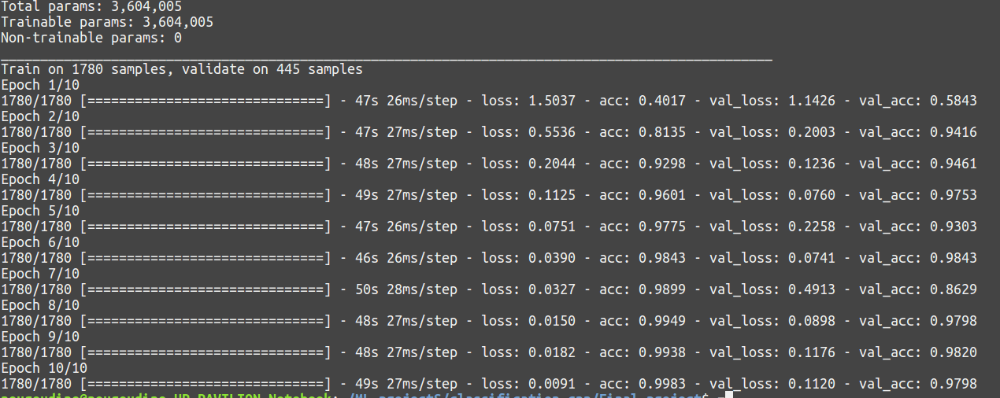 Total params: 3,604,005
Trainable params: 3,604,005
Non-trainable params: 0
__________________________________________________________________________________________________
Train on 1780 samples, validate on 445 samples
Epoch 1/10
1780/1780 [==============================] - 47s 26ms/step - loss: 1.5037 - acc: 0.4017 - val_loss: 1.1426 - val_acc: 0.5843
Epoch 2/10
1780/1780 [==============================] - 47s 27ms/step - loss: 0.5536 - acc: 0.8135 - val_loss: 0.2003 - val_acc: 0.9416
Epoch 3/10
1780/1780 [==============================] - 48s 27ms/step - loss: 0.2044 - acc: 0.9298 - val_loss: 0.1236 - val_acc: 0.9461
Epoch 4/10
1780/1780 [==============================] - 49s 27ms/step - loss: 0.1125 - acc: 0.9601 - val_loss: 0.0760 - val_acc: 0.9753
Epoch 5/10
1780/1780 [==============================] - 47s 26ms/step - loss: 0.0751 - acc: 0.9775 - val_loss: 0.2258 - val_acc: 0.9303
Epoch 6/10
1780/1780 [==============================] - 46s 26ms/step - loss: 0.0390 - acc: 0.9843 - val_loss: 0.0741 - val_acc: 0.9843
Epoch 7/10
1780/1780 [==============================] - 50s 28ms/step - loss: 0.0327 - acc: 0.9899 - val_loss: 0.4913 - val_acc: 0.8629
Epoch 8/10
1780/1780 [==============================] - 48s 27ms/step - loss: 0.0150 - acc: 0.9949 - val_loss: 0.0898 - val_acc: 0.9798
Epoch 9/10
1780/1780 [==============================] - 48s 27ms/step - loss: 0.0182 - acc: 0.9938 - val_loss: 0.1176 - val_acc: 0.9820
Epoch 10/10
1780/1780 [==============================] - 49s 27ms/step - loss: 0.0091 - acc: 0.9983 - val_loss: 0.1120 - val_acc: 0.9798